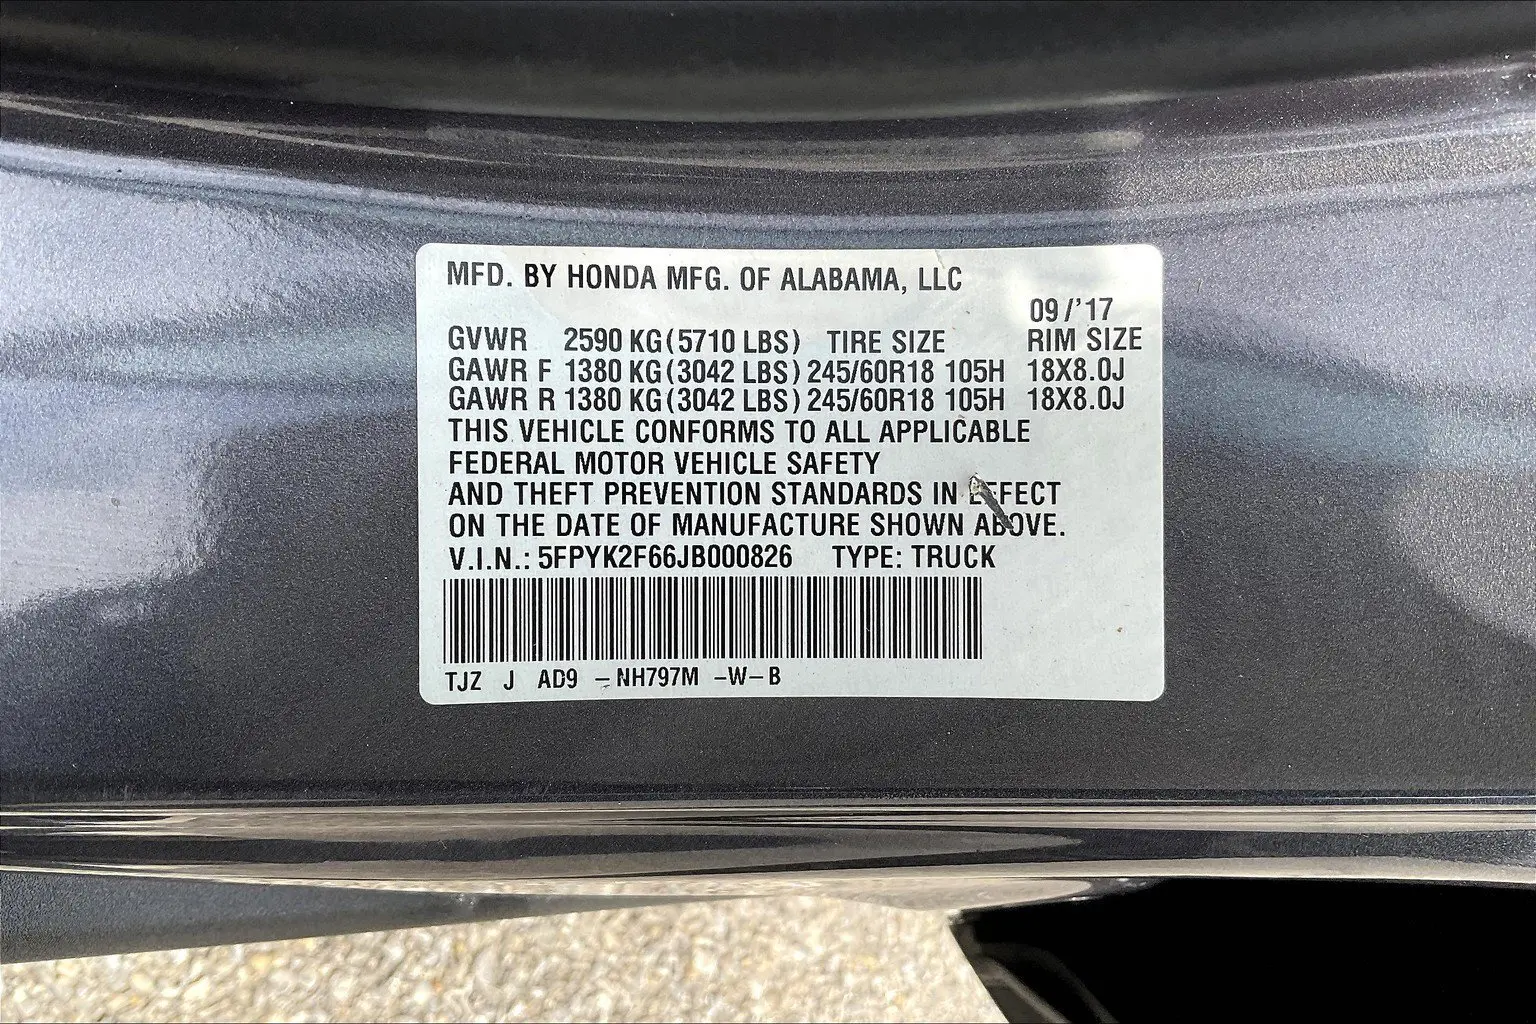 MFD. BY HONDA MFG. OF ALABAMA, LLC
09/'17
GVWR 2590 KG(5710 LBS) TIRE SIZE RIM SIZE
GAWR F 1380 KG(3042 LBS) 245/60R18 105H 18X8.0J
GAWR R 1380 KG(3042 LBS) 245/60R18 105H 18X8.0J
THIS VEHICLE CONFORMS TO ALL APPLICABLE
FEDERAL MOTOR VEHICLE SAFETY
AND THEFT PREVENTION STANDARDS IN EFFECT
ON THE DATE OF MANUFACTURE SHOWN ABOVE.
V.I.N.: 5FPYK2F66JB000826 TYPE: TRUCK
TJZ J AD9 –NH797M –W–B